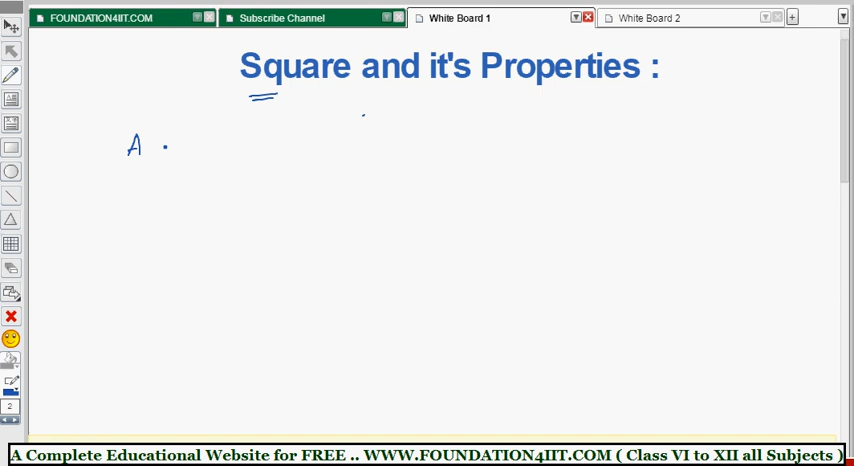 FOUNDATION4IIT.COM Subscribe Channel White Board 1 White Board 2
Square and it's Properties :
A
2
A Complete Educational Website for FREE .. WWW.FOUNDATION4IIT.COM ( Class VI to XII all Subjects )